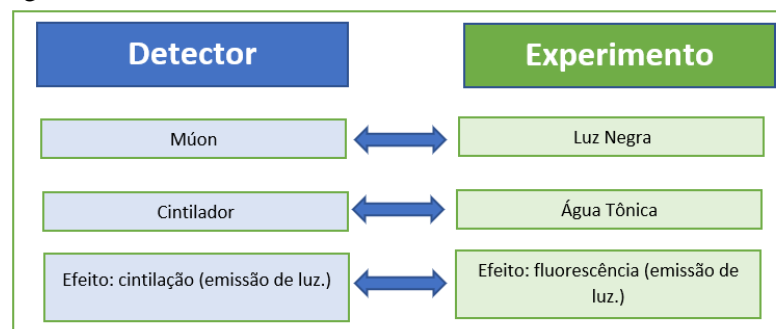 Detector
Experimento
Múon
Luz Negra
Cintilador
Água Tônica
Efeito: cintilação (emissão de luz.)
Efeito: fluorescência (emissão de
luz.)